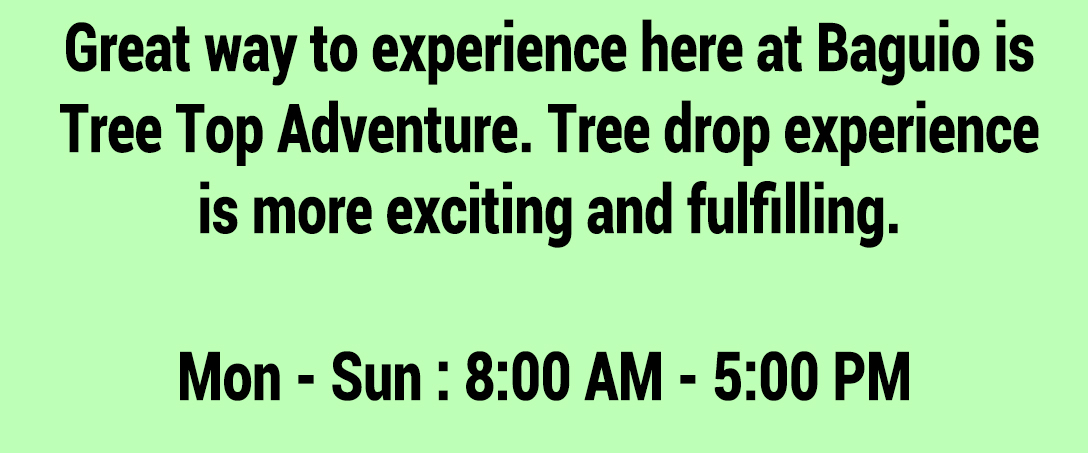 Great way to experience here at Baguio is
Tree Top Adventure. Tree drop experience
is more exciting and fulfilling.
Mon - Sun : 8:00 AM - 5:00 PM